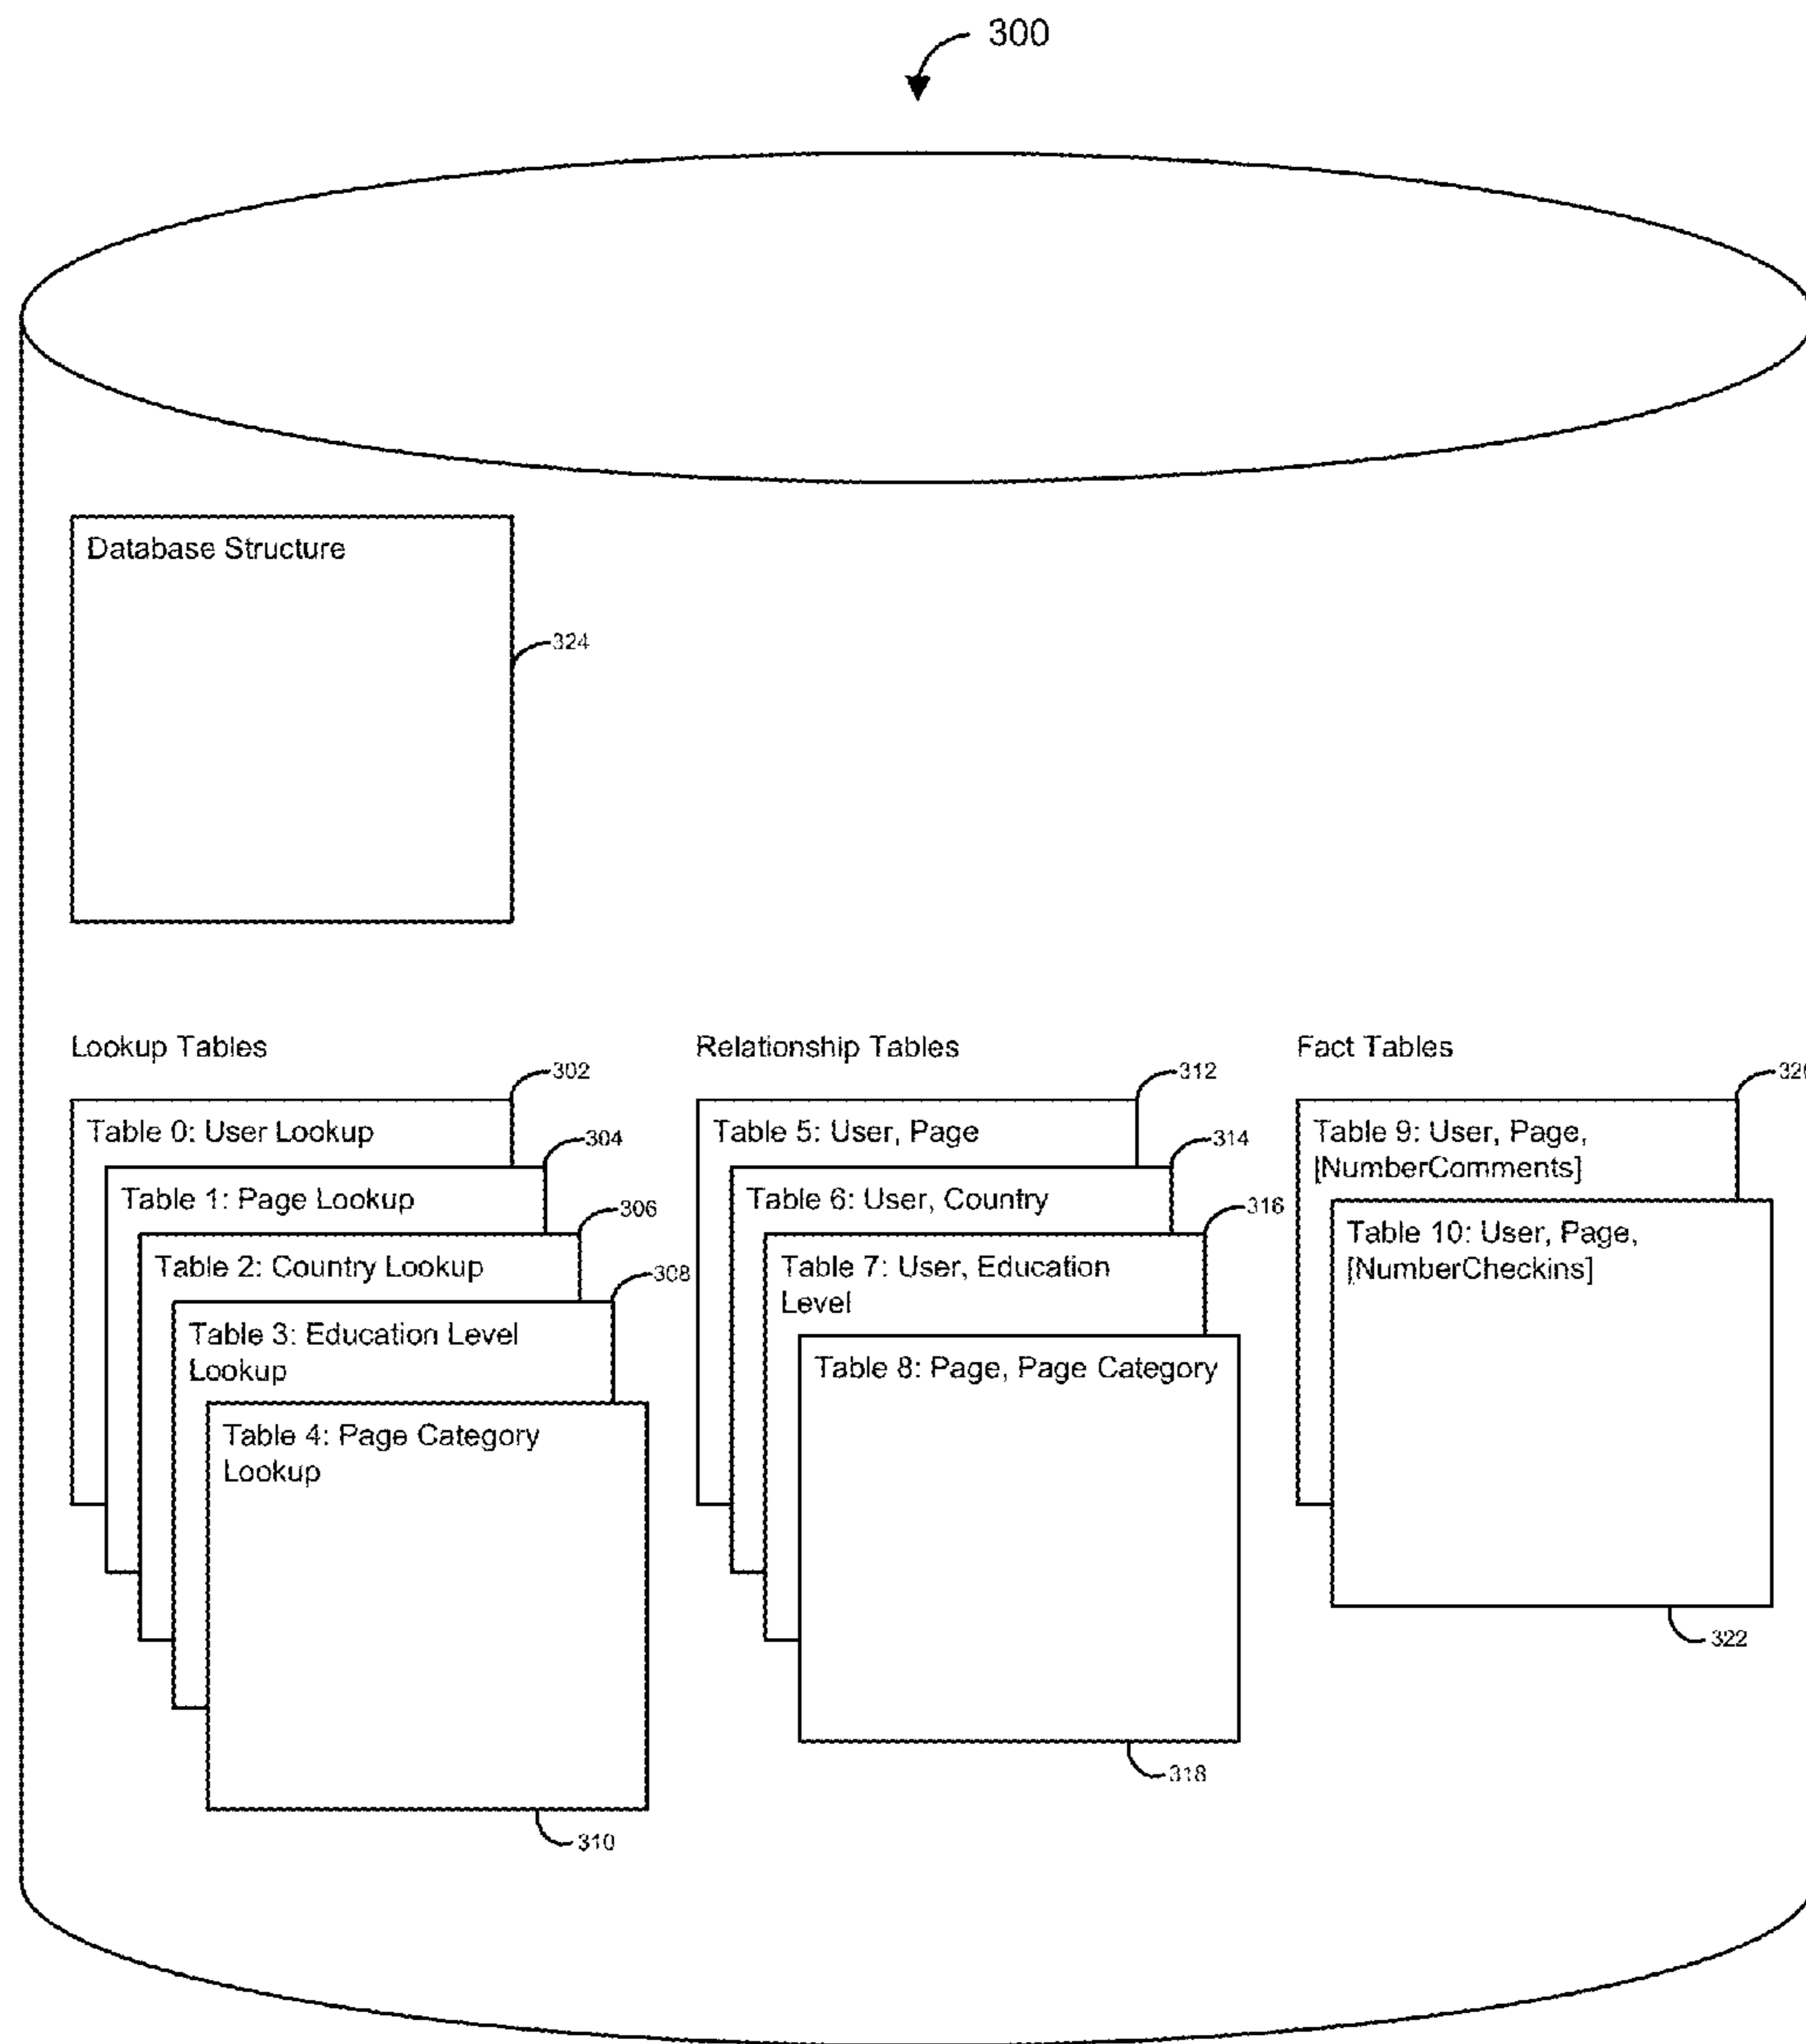 300
Database Structure
324
Lookup Tables
302
Table 0: User Lookup
304
Table 1: Page Lookup
306
Table 2: Country Lookup
308
Table 3: Education Level
Lookup
Table 4: Page Category
Lookup
310
Relationship Tables
312
Table 5: User, Page
314
Table 6: User, Country
316
Table 7: User, Education
Level
Table 8: Page, Page Category
318
Fact Tables
Table 9: User, Page,
[NumberComments]
Table 10: User, Page,
[NumberCheckins]
322